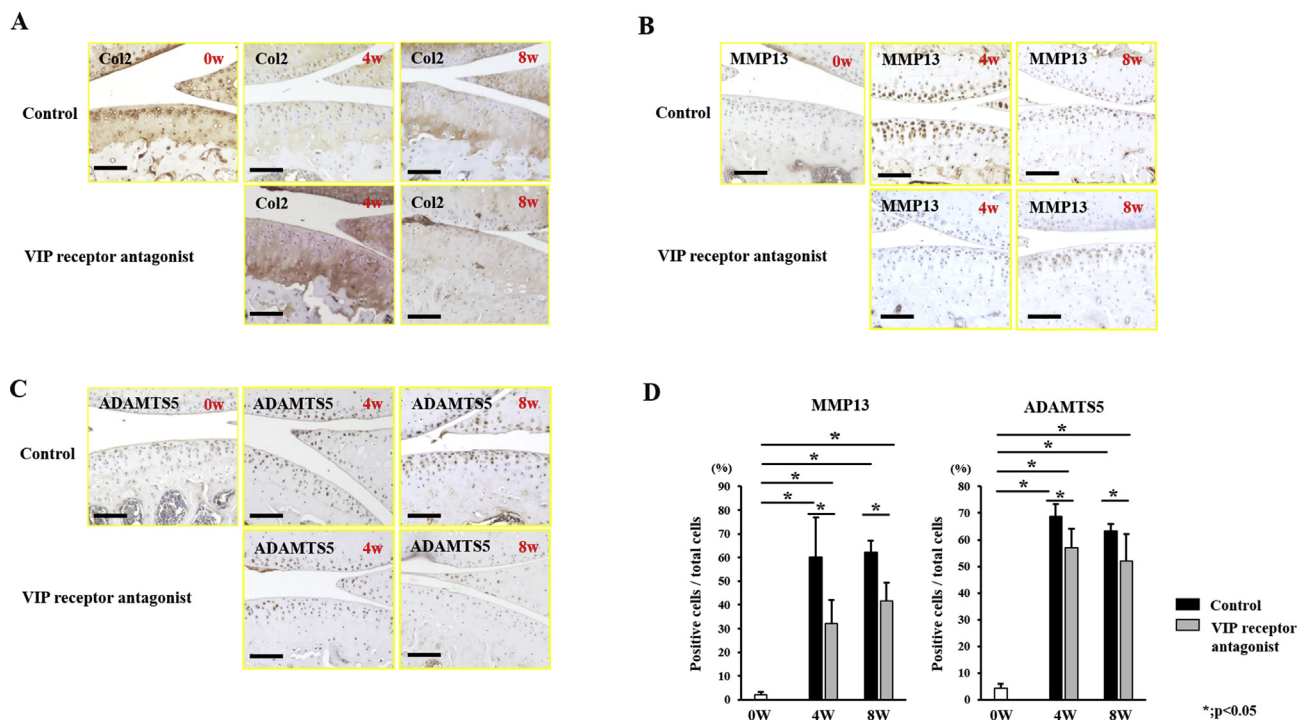 A
Col2 0w
Col2 4w
Col2 8w
Control
Col2 4w
Col2 8w
VIP receptor antagonist
B
MMP13 0w
MMP13 4w
MMP13 8w
Control
MMP13 4w
MMP13 8w
VIP receptor antagonist
C
ADAMTS5 0w
ADAMTS5 4w
ADAMTS5 8w
Control
ADAMTS5 4w
ADAMTS5 8w
VIP receptor antagonist
D
MMP13
(%)
Positive cells / total cells
90
80
70
60
50
40
30
20
10
0
* * * * * *
0W 4W 8W
ADAMTS5
(%)
Positive cells / total cells
80
70
60
50
40
30
20
10
0
* * * * * *
0W 4W 8W
Control
VIP receptor
antagonist
*;p<0.05